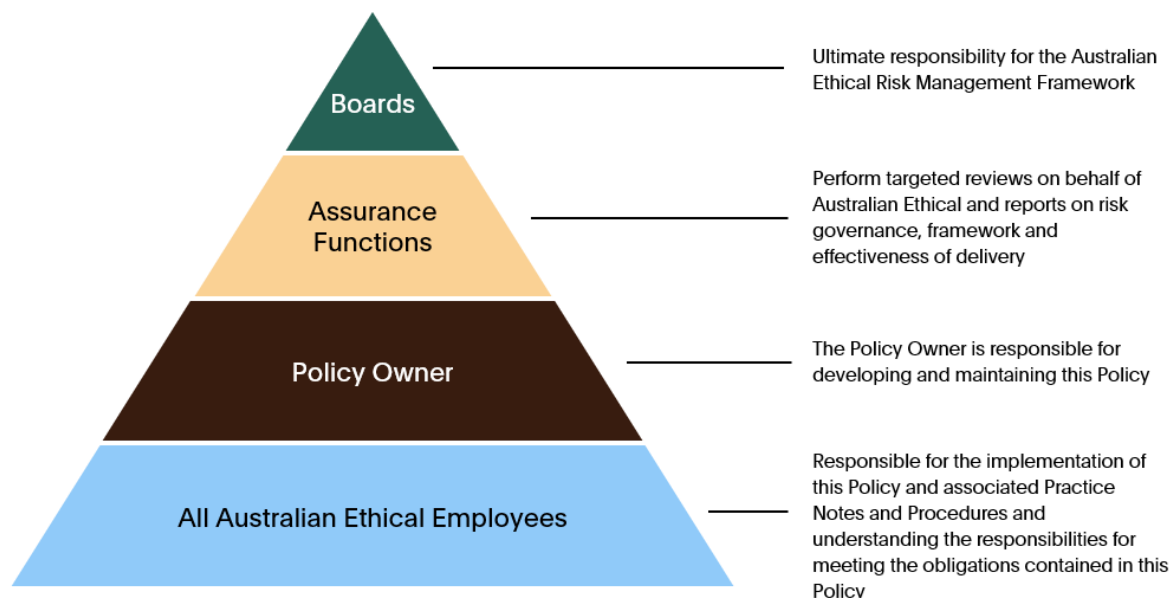 Boards
Ultimate responsibility for the Australian
Ethical Risk Management Framework
Assurance
Functions
Perform targeted reviews on behalf of
Australian Ethical and reports on risk
governance, framework and
effectiveness of delivery
Policy Owner
The Policy Owner is responsible for
developing and maintaining this Policy
All Australian Ethical Employees
Responsible for the implementation of
this Policy and associated Practice
Notes and Procedures and
understanding the responsibilities for
meeting the obligations contained in this
Policy